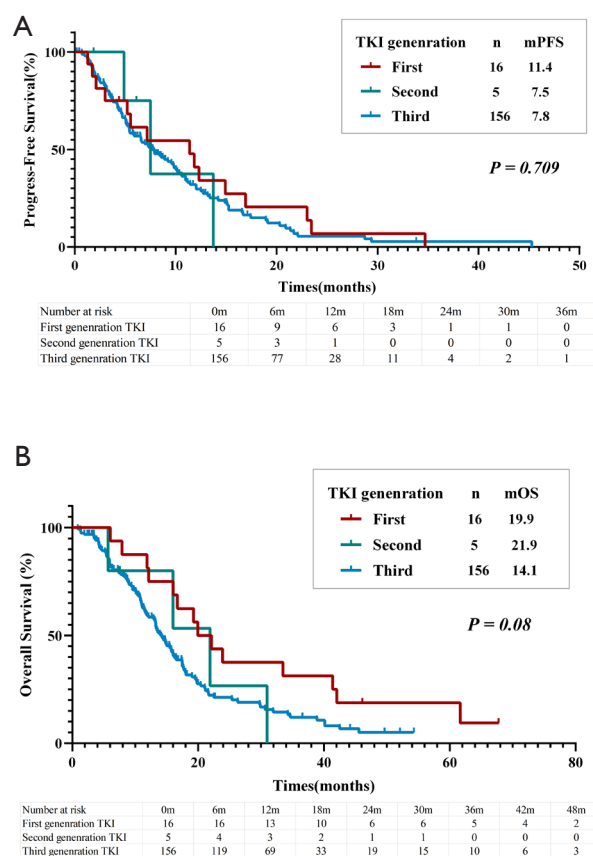 A
TKI genenration n mPFS
First 16 11.4
Second 5 7.5
Third 156 7.8
P = 0.709
Progress-Free Survival(%)
100
50
0
0 10 20 30 40 50
Times(months)
Number at risk 0m 6m 12m 18m 24m 30m 36m
First genenration TKI 16 9 6 3 1 1 0
Second genenration TKI 5 3 1 0 0 0 0
Third genenration TKI 156 77 28 11 4 2 1
B
TKI genenration n mOS
First 16 19.9
Second 5 21.9
Third 156 14.1
P = 0.08
Overall Survival (%)
100
50
0
0 20 40 60 80
Times(months)
Number at risk 0m 6m 12m 18m 24m 30m 36m 42m 48m
First genenration TKI 16 16 13 10 6 6 5 4 2
Second genenration TKI 5 4 3 2 1 1 0 0 0
Third genenration TKI 156 119 69 33 19 15 10 6 3